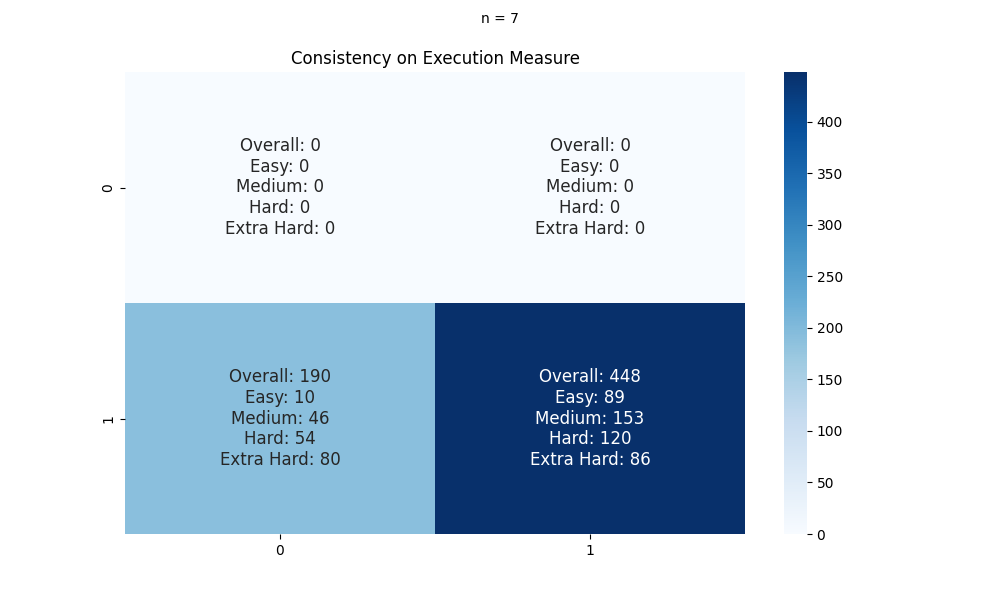 n = 7
Consistency on Execution Measure
0
Overall: 0
Easy: 0
Medium: 0
Hard: 0
Extra Hard: 0
Overall: 0
Easy: 0
Medium: 0
Hard: 0
Extra Hard: 0
1
Overall: 190
Easy: 10
Medium: 46
Hard: 54
Extra Hard: 80
Overall: 448
Easy: 89
Medium: 153
Hard: 120
Extra Hard: 86
0
1
400
350
300
250
200
150
100
50
0